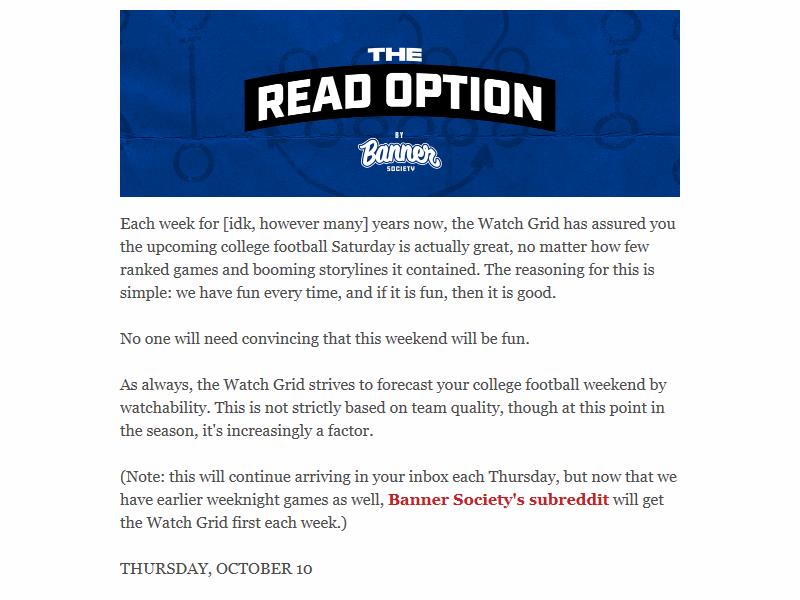 THE
READ OPTION
BY
Banner
SOCIETY
Each week for [idk, however many] years now, the Watch Grid has assured you
the upcoming college football Saturday is actually great, no matter how few
ranked games and booming storylines it contained. The reasoning for this is
simple: we have fun every time, and if it is fun, then it is good.
No one will need convincing that this weekend will be fun.
As always, the Watch Grid strives to forecast your college football weekend by
watchability. This is not strictly based on team quality, though at this point in
the season, it's increasingly a factor.
(Note: this will continue arriving in your inbox each Thursday, but now that we
have earlier weeknight games as well, Banner Society's subreddit will get
the Watch Grid first each week.)
THURSDAY, OCTOBER 10